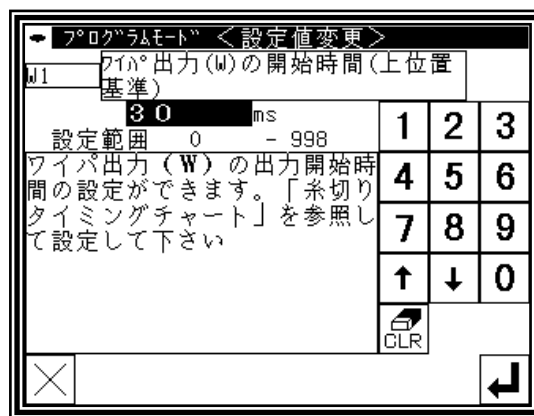 ﾌﾟﾛｸﾞﾗﾑﾓｰﾄﾞ ＜設定値変更＞
W1
ﾜｲﾊﾟ出力(W)の開始時間(上位置
基準)
３０ ms
設定範囲 0 - 998
ワイパ出力（W）の出力開始時
間の設定ができます。「糸切り
タイミングチャート」を参照し
て設定して下さい
1 2 3
4 5 6
7 8 9
↑ ↓ 0
CLR